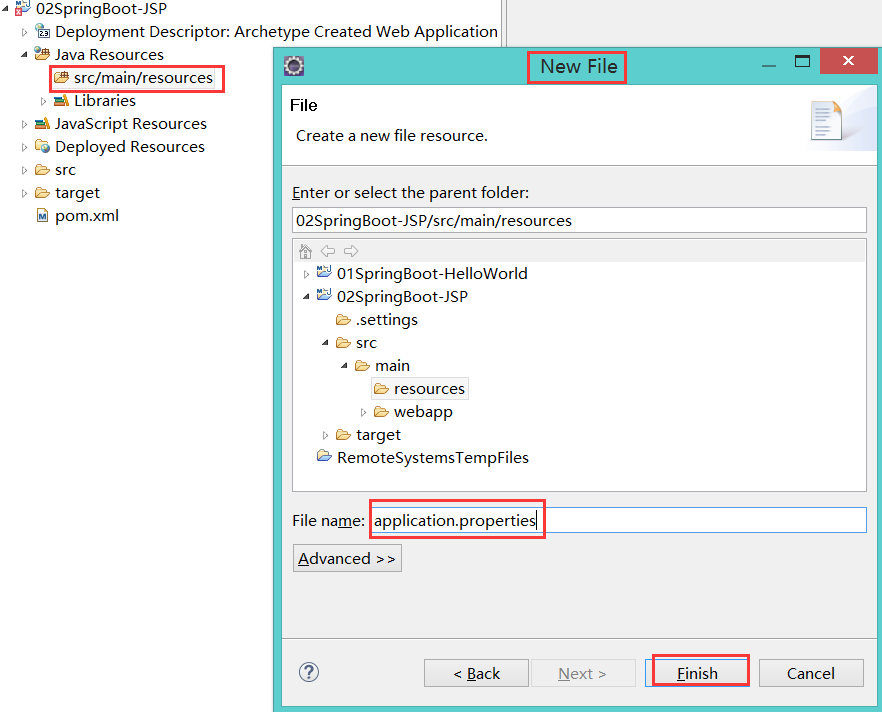 02SpringBoot-JSP
Deployment Descriptor: Archetype Created Web Application
Java Resources
src/main/resources
Libraries
JavaScript Resources
Deployed Resources
src
target
pom.xml
New File
File
Create a new file resource.
Enter or select the parent folder:
02SpringBoot-JSP/src/main/resources
01SpringBoot-HelloWorld
02SpringBoot-JSP
.settings
src
main
resources
webapp
target
RemoteSystemsTempFiles
File name: application.properties
Advanced >>
< Back Next > Finish Cancel